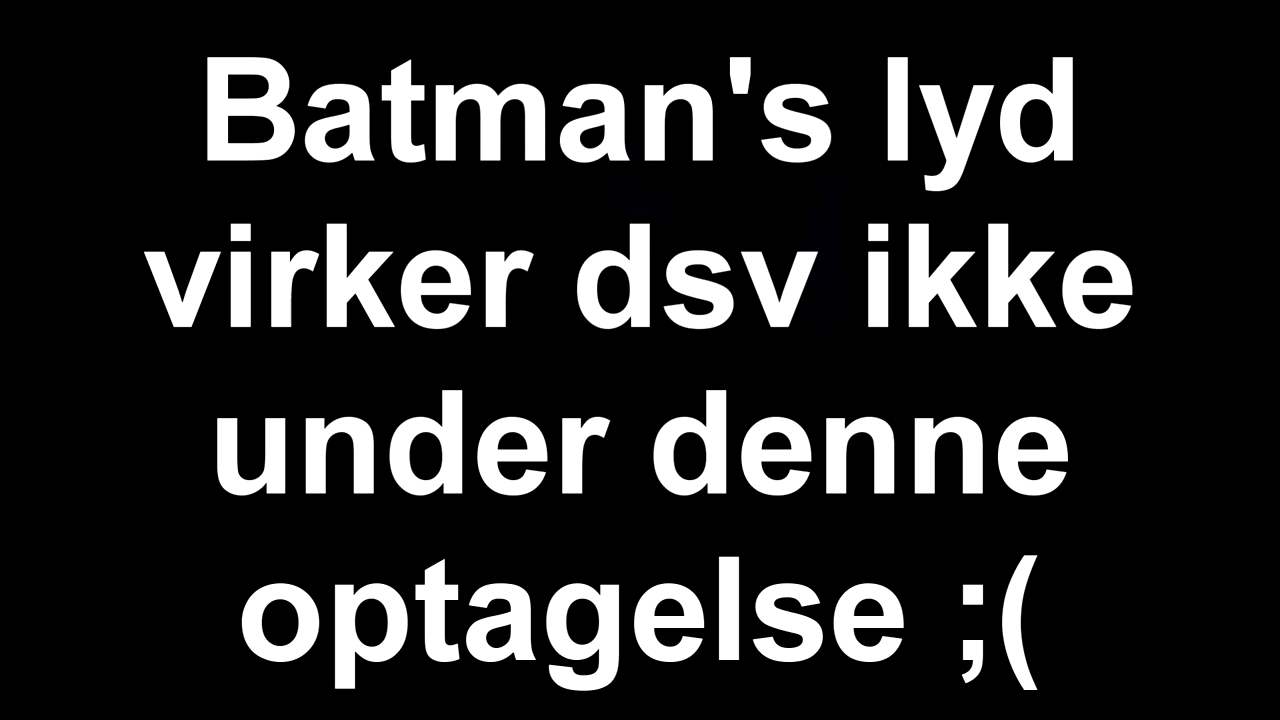 Batman's lyd
virker dsv ikke
under denne
optagelse ;(